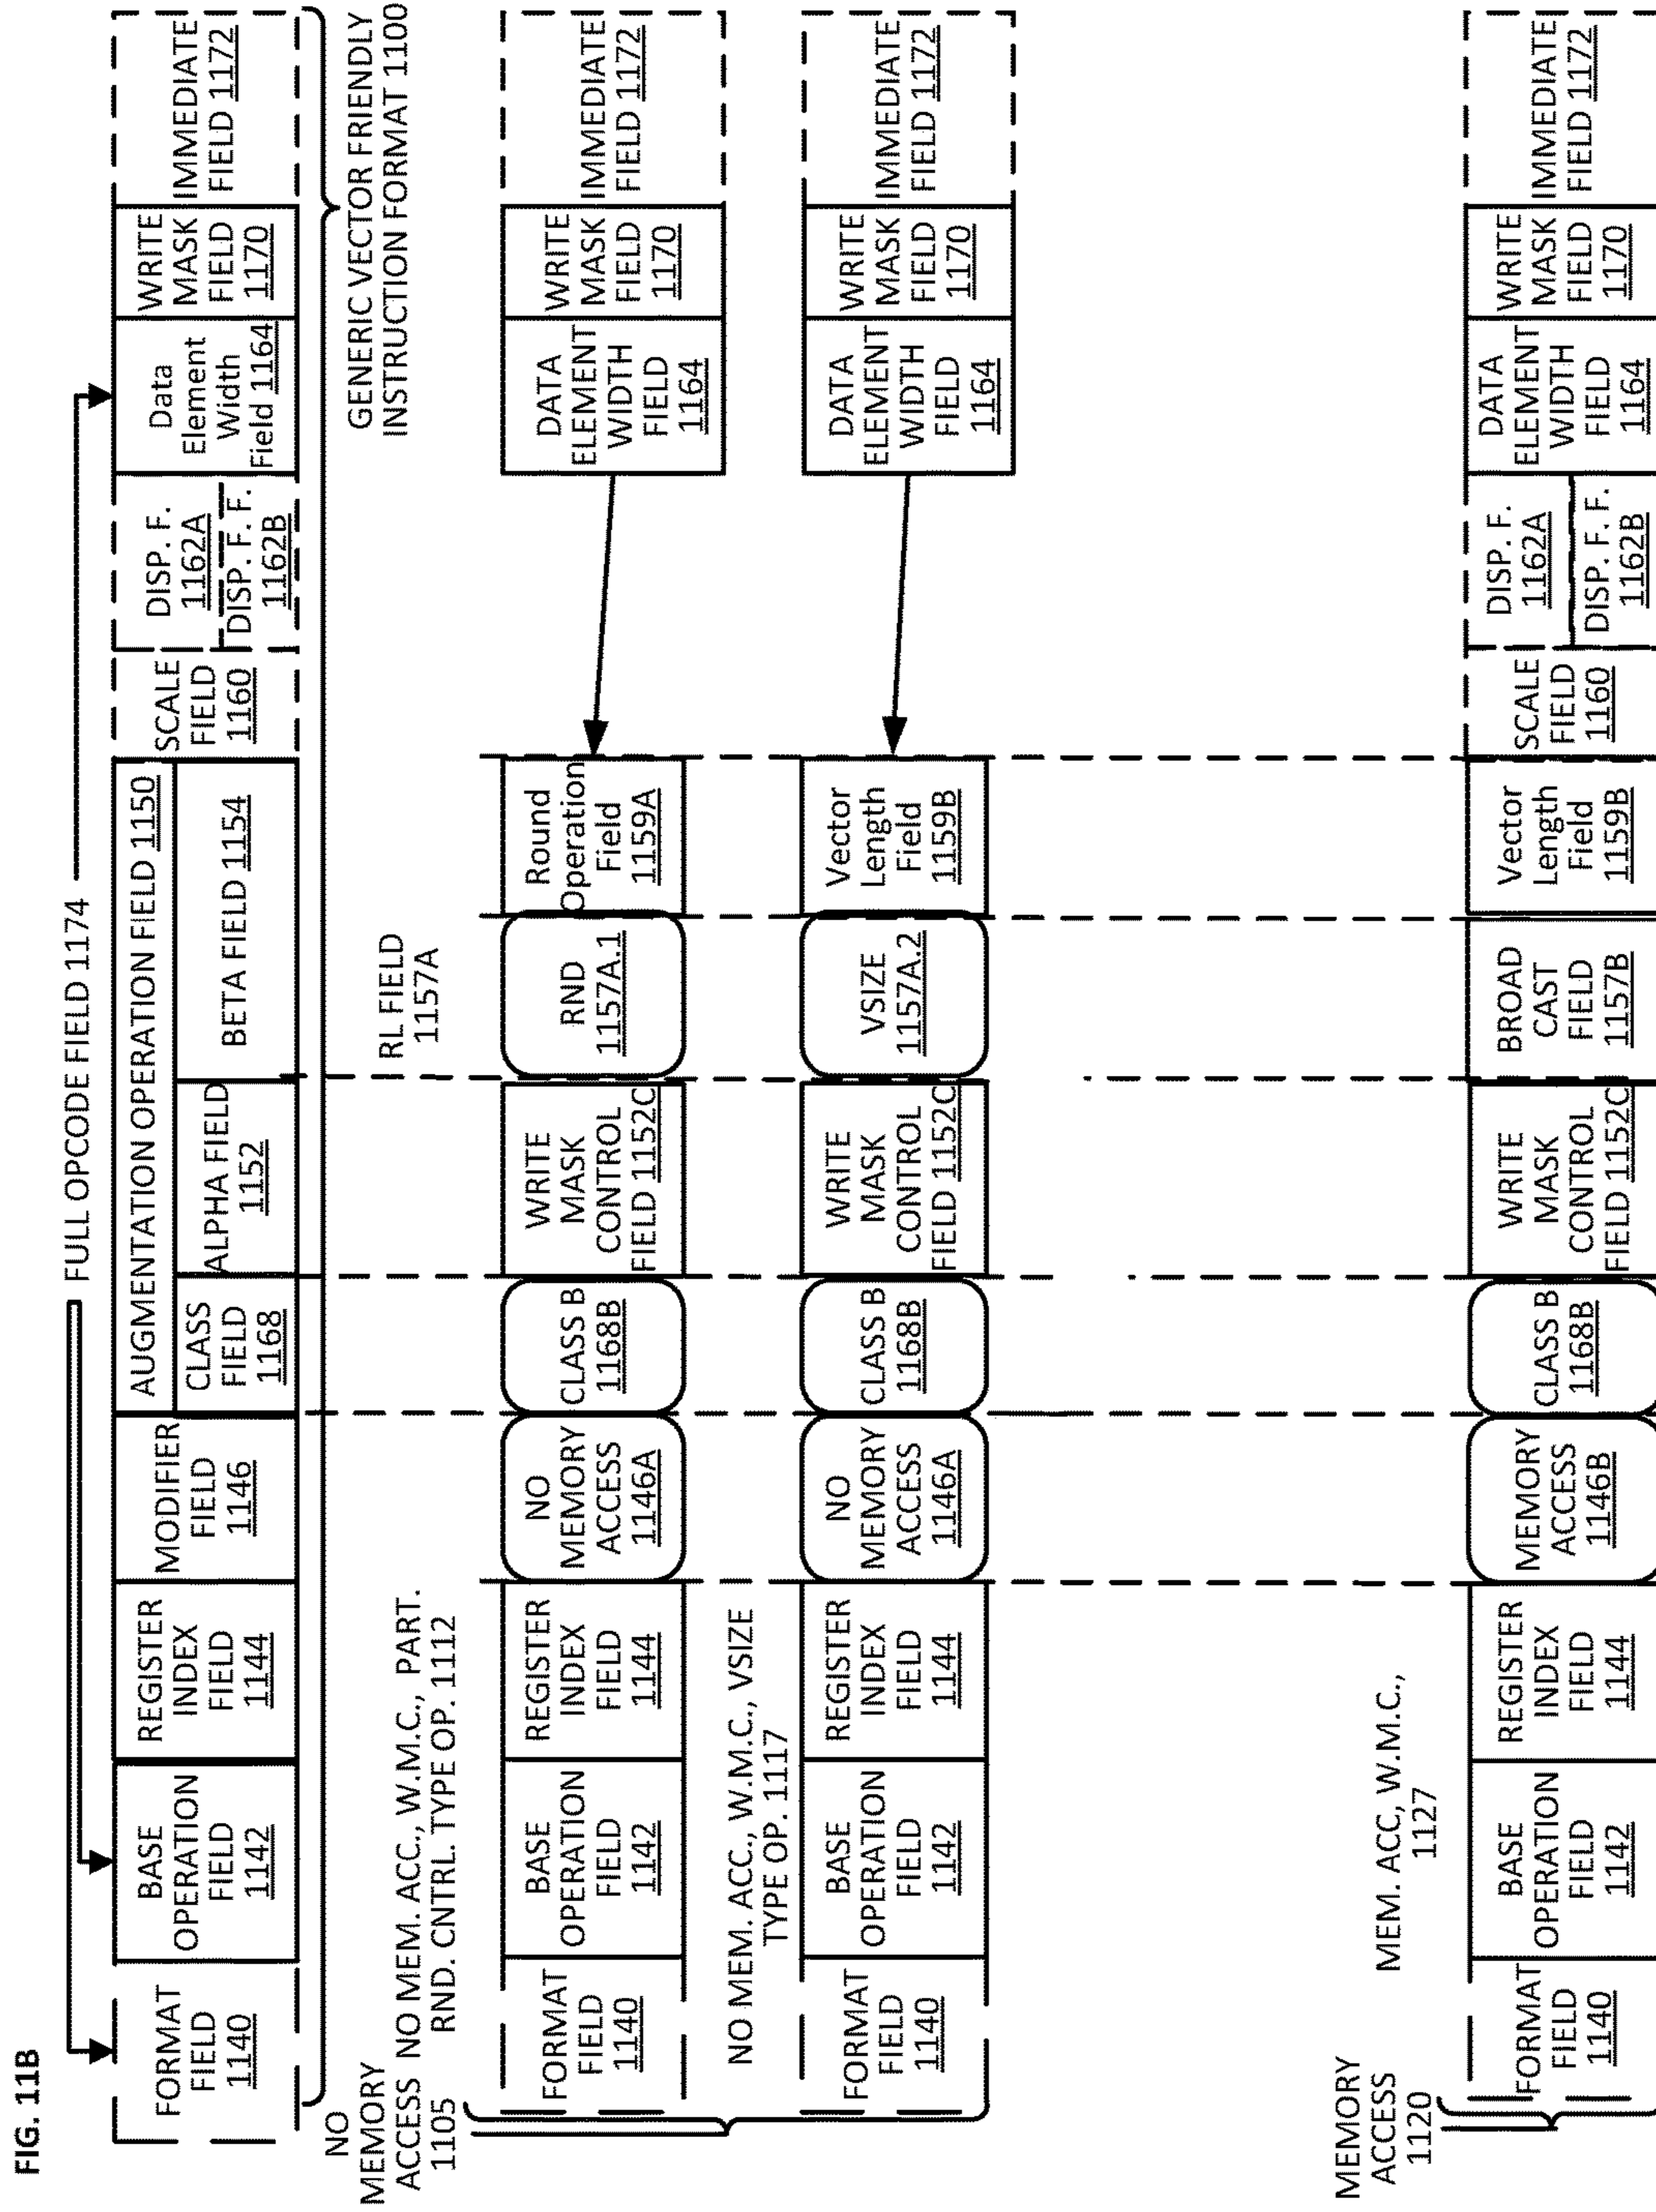 FIG. 11B
FULL OPCODE FIELD 1174
FORMAT
FIELD
1140
BASE
OPERATION
FIELD
1142
REGISTER
INDEX
FIELD
1144
MODIFIER
FIELD
1146
AUGMENTATION OPERATION FIELD 1150
CLASS
FIELD
1168
ALPHA FIELD
1152
BETA FIELD 1154
SCALE
FIELD
1160
DISP. F.
1162A
DISP. F. F.
1162B
Data
Element
Width
Field 1164
WRITE
MASK
FIELD
1170
IMMEDIATE
FIELD 1172
GENERIC VECTOR FRIENDLY
INSTRUCTION FORMAT 1100
NO
MEMORY
ACCESS
1105
NO MEM. ACC., W.M.C., PART.
RND. CNTRL. TYPE OP. 1112
RL FIELD
1157A
FORMAT
FIELD
1140
BASE
OPERATION
FIELD
1142
REGISTER
INDEX
FIELD
1144
NO
MEMORY
ACCESS
1146A
CLASS B
1168B
WRITE
MASK
CONTROL
FIELD 1152C
RND
1157A.1
Round
Operation
Field
1159A
DATA
ELEMENT
WIDTH
FIELD
1164
WRITE
MASK
FIELD
1170
IMMEDIATE
FIELD 1172
NO MEM. ACC., W.M.C., VSIZE
TYPE OP. 1117
FORMAT
FIELD
1140
BASE
OPERATION
FIELD
1142
REGISTER
INDEX
FIELD
1144
NO
MEMORY
ACCESS
1146A
CLASS B
1168B
WRITE
MASK
CONTROL
FIELD 1152C
VSIZE
1157A.2
Vector
Length
Field
1159B
DATA
ELEMENT
WIDTH
FIELD
1164
WRITE
MASK
FIELD
1170
IMMEDIATE
FIELD 1172
MEMORY
ACCESS
1120
MEM. ACC, W.M.C.,
1127
FORMAT
FIELD
1140
BASE
OPERATION
FIELD
1142
REGISTER
INDEX
FIELD
1144
MEMORY
ACCESS
1146B
CLASS B
1168B
WRITE
MASK
CONTROL
FIELD 1152C
BROAD
CAST
FIELD
1157B
Vector
Length
Field
1159B
SCALE
FIELD
1160
DISP. F.
1162A
DISP. F. F.
1162B
DATA
ELEMENT
WIDTH
FIELD
1164
WRITE
MASK
FIELD
1170
IMMEDIATE
FIELD 1172